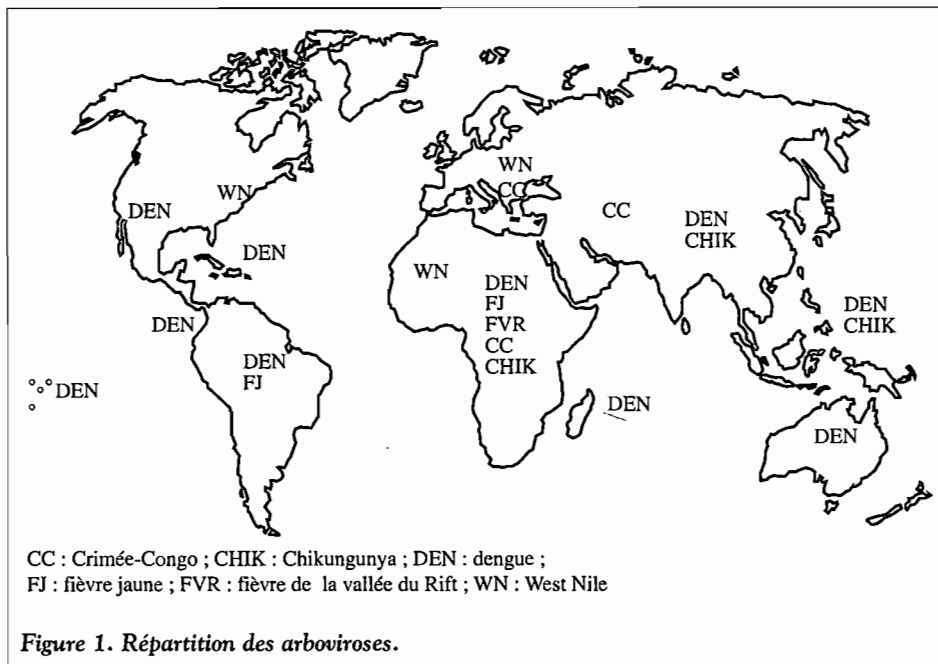 WN
CC
WN
DEN
CC
DEN
CHIK
DEN
WN
DEN
FJ
FVR
CC
CHIK
DEN
CHIK
DEN
DEN
FJ
DEN
DEN
DEN
CC : Crimée-Congo ; CHIK : Chikungunya ; DEN : dengue ;
FJ : fièvre jaune ; FVR : fièvre de la vallée du Rift ; WN : West Nile
Figure 1. Répartition des arboviroses.